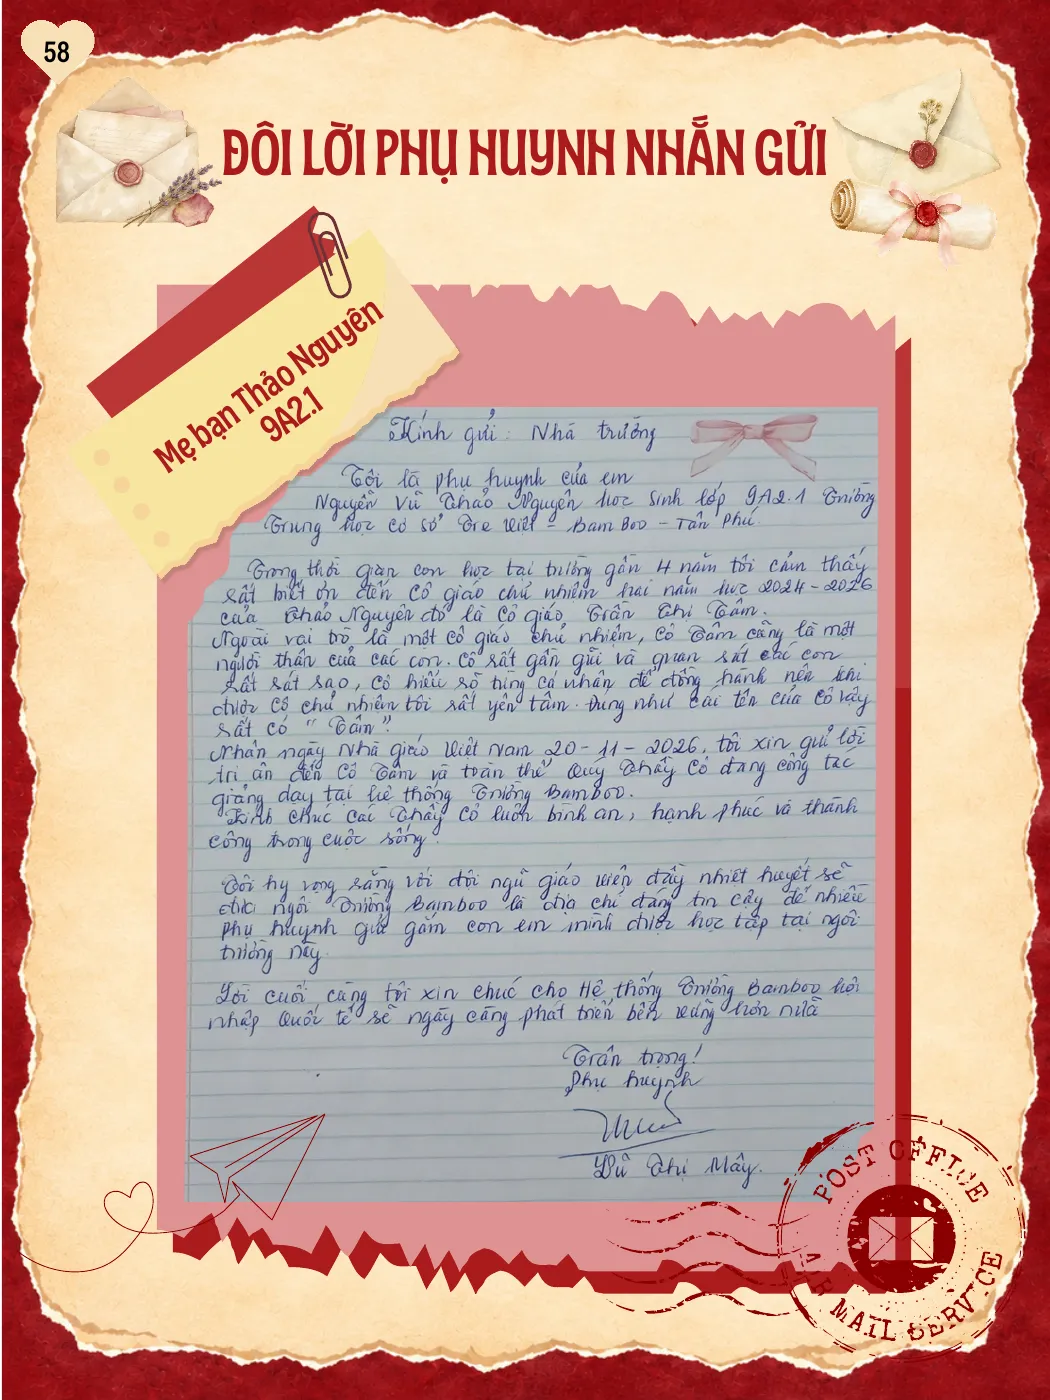 58
ĐÔI LỜI PHỤ HUYNH NHẮN GỬI
Mẹ bạn Thảo Nguyên
9A2.1
Kính gửi: Nhà trường
Tôi là phụ huynh của em
Nguyễn Vũ Thảo Nguyên học sinh lớp 9A2.1 Trường
Trung học cơ sở Tre Việt - BamBoo - Tân Phú.
Trong thời gian con học tại trường gần 4 năm tôi cảm thấy
rất biết ơn đến cô giáo chủ nhiệm hai năm học 2024-2026
của Thảo Nguyên đó là cô giáo Trần Thị Tâm.
Ngoài vai trò là một cô giáo chủ nhiệm, cô Tâm cũng là một
người thân của các con. Cô rất gần gũi và quan sát các con
rất sát sao, cô hiểu rõ từng cá nhân để đồng hành nên khi
được cô chủ nhiệm tôi rất yên tâm. Đúng như cái tên của cô vậy
rất có "Tâm".
Nhân ngày Nhà giáo Việt Nam 20-11-2026, tôi xin gửi lời
tri ân đến cô Tâm và toàn thể Quý Thầy Cô đang công tác
giảng dạy tại hệ thống Trường Bamboo.
Kính chúc các Thầy Cô luôn bình an, hạnh phúc và thành
công trong cuộc sống.
Tôi hy vọng rằng với đội ngũ giáo viên đầy nhiệt huyết sẽ
đưa ngôi Trường Bamboo là địa chỉ đáng tin cậy để nhiều
phụ huynh gửi gắm con em mình được học tập tại ngôi
trường này.
Lời cuối cùng tôi xin chúc cho Hệ thống Trường Bamboo hội
nhập Quốc tế sẽ ngày càng phát triển bền vững hơn nữa
Trân trọng!
Phụ huynh
Vũ Thị Mây.
POST OFFICE
AIR MAIL SERVICE